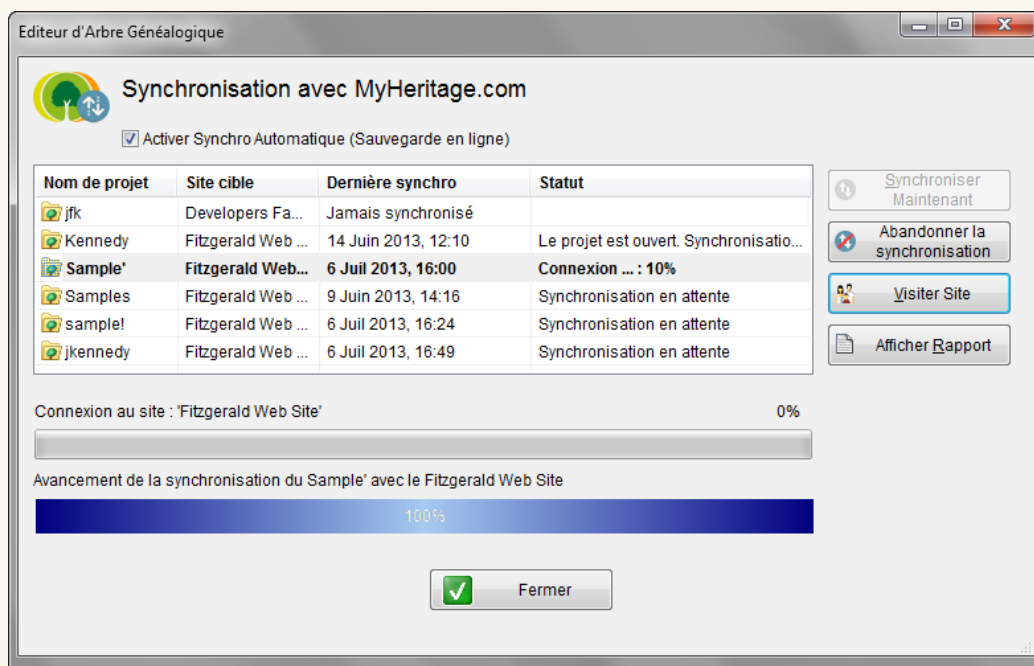 Editeur d'Arbre Généalogique
Synchronisation avec MyHeritage.com
Activer Synchro Automatique (Sauvegarde en ligne)
Nom de projet Site cible Dernière synchro Statut
jfk Developers Fa... Jamais synchronisé
Kennedy Fitzgerald Web ... 14 Juin 2013, 12:10 Le projet est ouvert. Synchronisatio...
Sample' Fitzgerald Web... 6 Juil 2013, 16:00 Connexion ... : 10%
Samples Fitzgerald Web ... 9 Juin 2013, 14:16 Synchronisation en attente
sample! Fitzgerald Web ... 6 Juil 2013, 16:24 Synchronisation en attente
jkennedy Fitzgerald Web ... 6 Juil 2013, 16:49 Synchronisation en attente
Synchroniser
Maintenant
Abandonner la
synchronisation
Visiter Site
Afficher Rapport
Connexion au site : 'Fitzgerald Web Site' 0%
Avancement de la synchronisation du Sample' avec le Fitzgerald Web Site
100%
Fermer